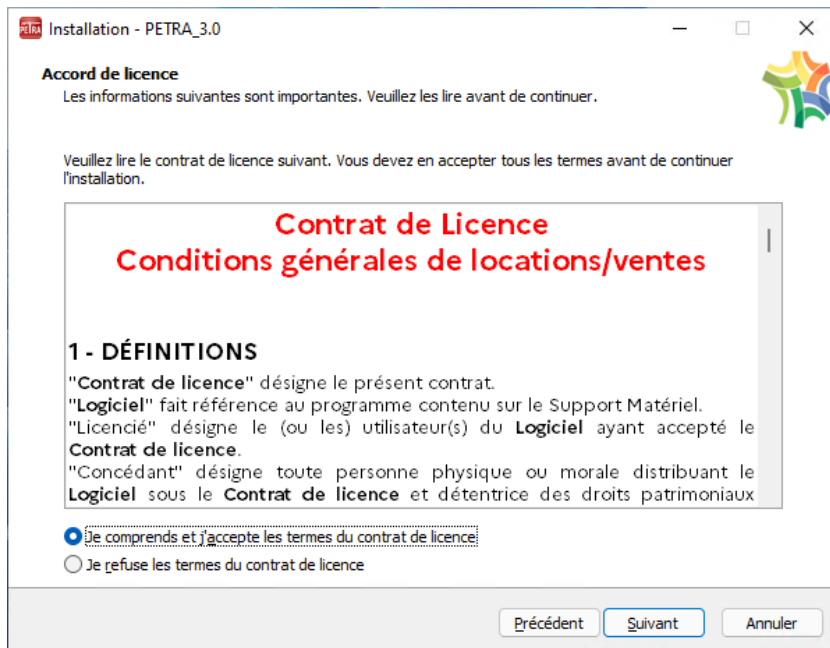 PETRA Installation - PETRA_3.0
Accord de licence
Les informations suivantes sont importantes. Veuillez les lire avant de continuer.
Veuillez lire le contrat de licence suivant. Vous devez en accepter tous les termes avant de continuer
l'installation.
Contrat de Licence
Conditions générales de locations/ventes
1 - DÉFINITIONS
"Contrat de licence" désigne le présent contrat.
"Logiciel" fait référence au programme contenu sur le Support Matériel.
"Licencié" désigne le (ou les) utilisateur(s) du Logiciel ayant accepté le
Contrat de licence.
"Concédant" désigne toute personne physique ou morale distribuant le
Logiciel sous le Contrat de licence et détentrice des droits patrimoniaux
Je comprends et j'accepte les termes du contrat de licence
Je refuse les termes du contrat de licence
Précédent Suivant Annuler